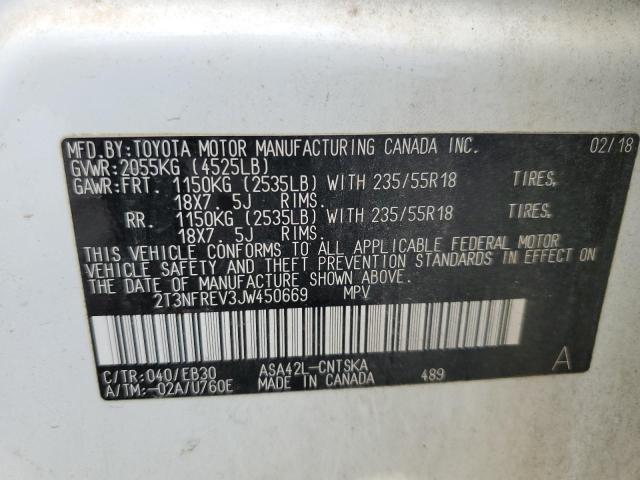 MFD. BY: TOYOTA MOTOR MANUFACTURING CANADA INC. 02/18
GVWR: 2055KG (4525LB)
GAWR: FRT. 1150KG (2535LB) WITH 235/55R18 TIRES.
18X7. 5J RIMS.
RR. 1150KG (2535LB) WITH 235/55R18 TIRES.
18X7. 5J RIMS.
THIS VEHICLE CONFORMS TO ALL APPLICABLE FEDERAL MOTOR
VEHICLE SAFETY AND THEFT PREVENTION STANDARDS IN EFFECT ON
THE DATE OF MANUFACTURE SHOWN ABOVE.
2T3NFREV3JW450669 MPV
C/TR: 040/EB30 ASA42L-CNTSKA A
A/TM: -02A/U760E MADE IN CANADA 489